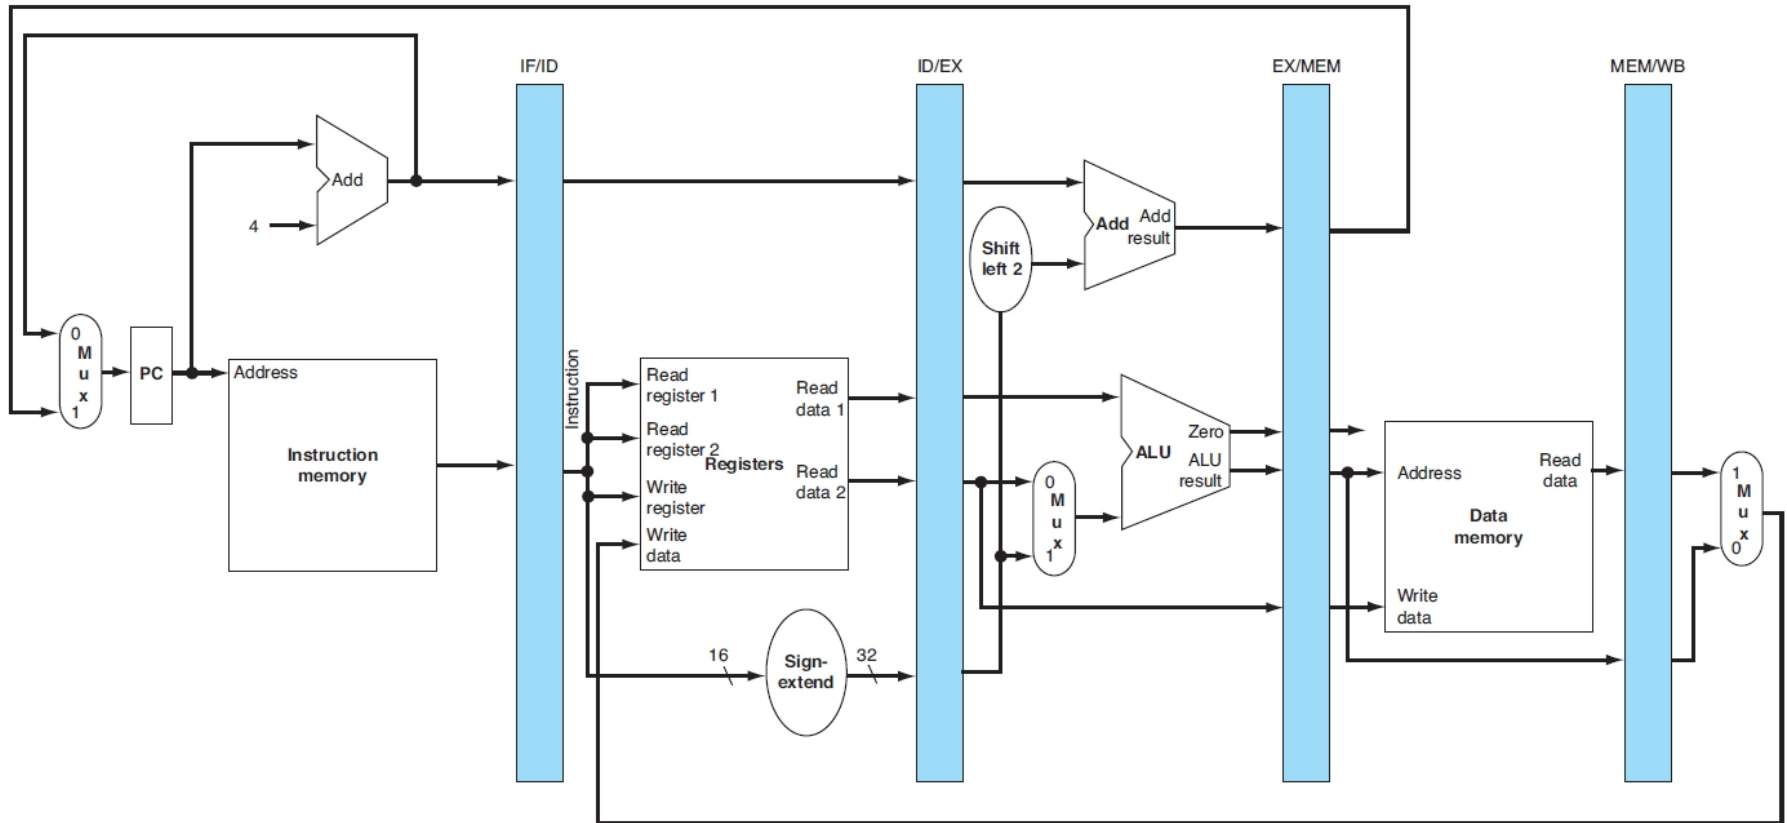 IF/ID
ID/EX
EX/MEM
MEM/WB
Add
4
Add
Add
result
Shift
left 2
0
M
u
x
1
PC
Address
Instruction
memory
Instruction
Read
register 1
Read
register 2
Write
register
Write
data
Registers
Read
data 1
Read
data 2
16
Sign-
extend
32
0
M
u
x
1
ALU
Zero
ALU
result
Address
Read
data
Data
memory
Write
data
1
M
u
x
0